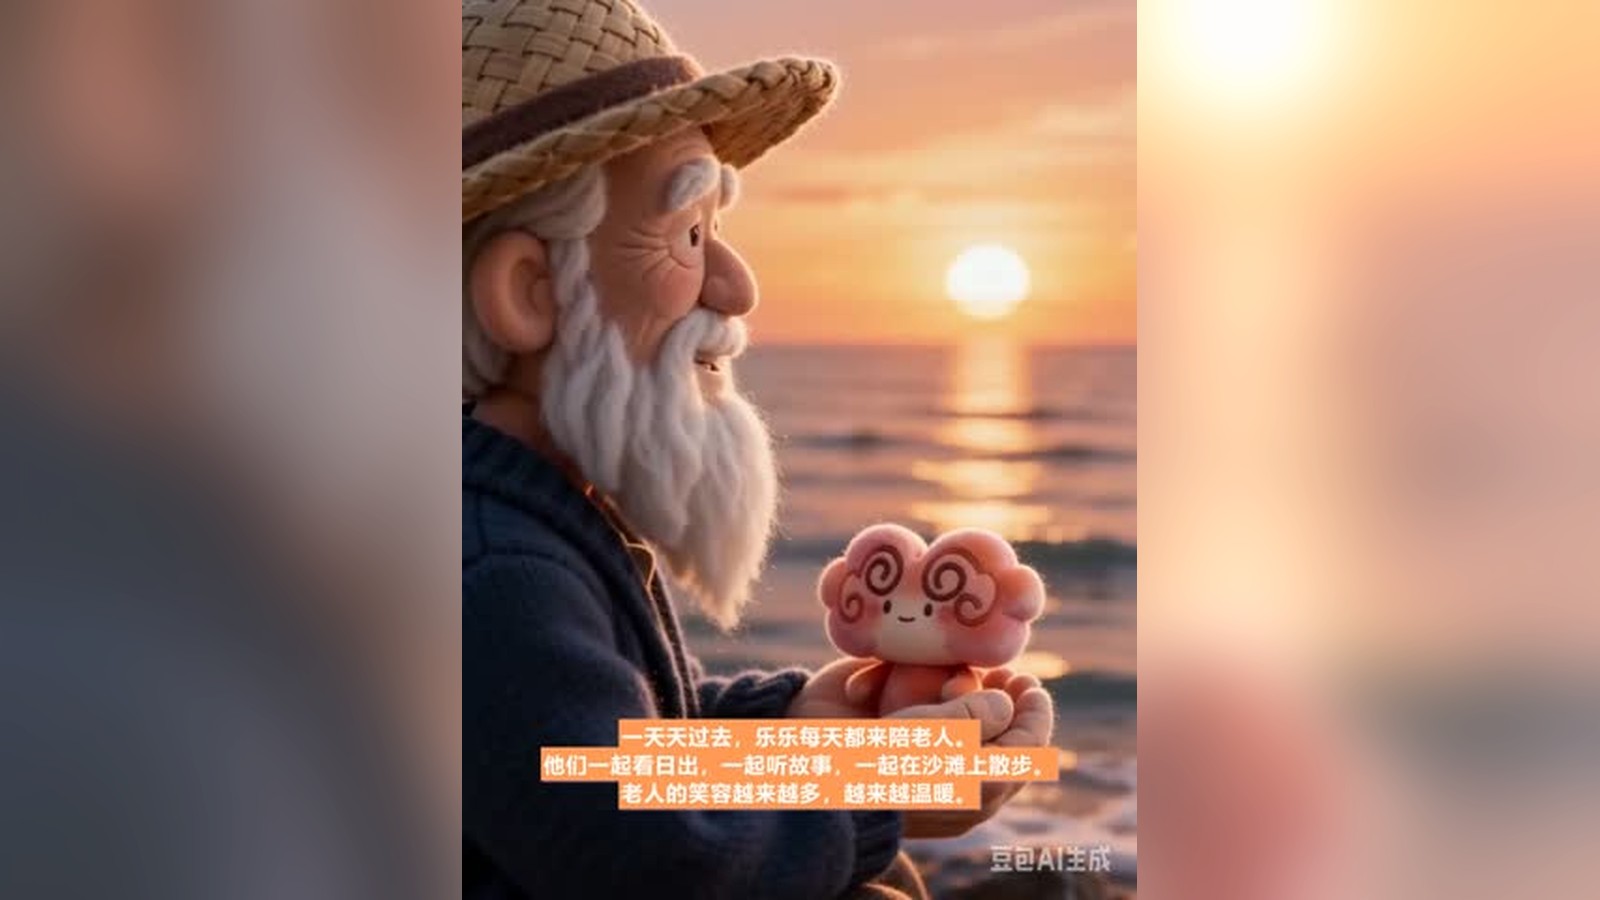 一天天过去，乐乐每天都来陪老人。
他们一起看日出，一起听故事，一起在沙滩上散步。
老人的笑容越来越多，越来越温暖。
豆包AI生成